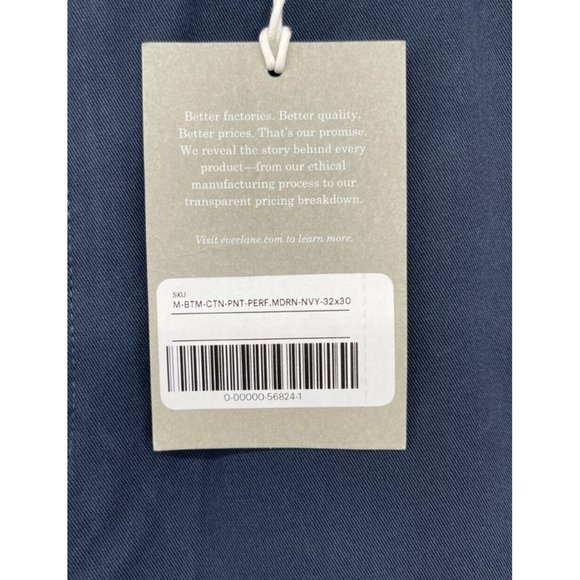 Better factories. Better quality.
Better prices. That's our promise.
We reveal the story behind every
product—from our ethical
manufacturing process to our
transparent pricing breakdown.
Visit everlane.com to learn more.
SKU
M-BTM-CTN-PNT-PERF.MDRN-NVY-32x30
0-00000-56824-1